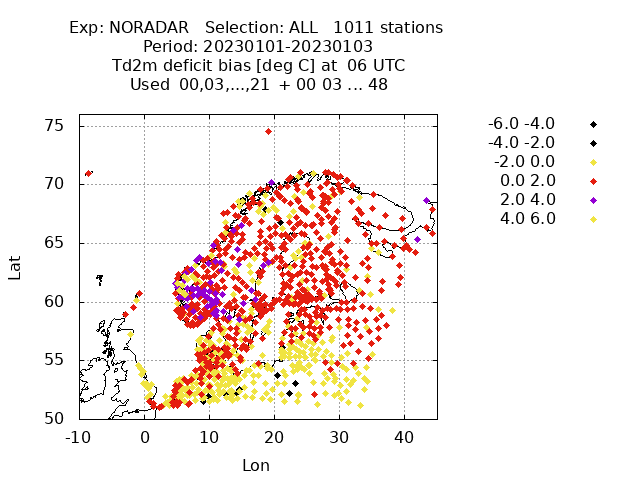 Exp: NORADAR   Selection: ALL   1011 stations
Period: 20230101-20230103
Td2m deficit bias [deg C] at  06 UTC
Used  00,03,...,21  + 00 03 ... 48
-6.0 -4.0
-4.0 -2.0
-2.0 0.0
0.0 2.0
2.0 4.0
4.0 6.0
75
70
65
60
55
50
Lat
-10 0 10 20 30 40
Lon